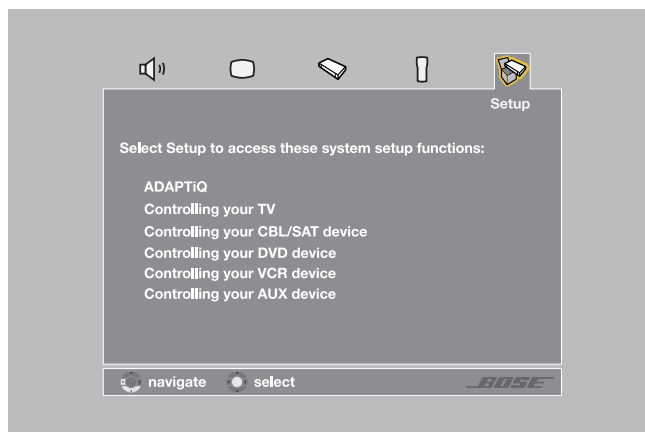 Setup
Select Setup to access these system setup functions:
ADAPTiQ
Controlling your TV
Controlling your CBL/SAT device
Controlling your DVD device
Controlling your VCR device
Controlling your AUX device
navigate select BOSE